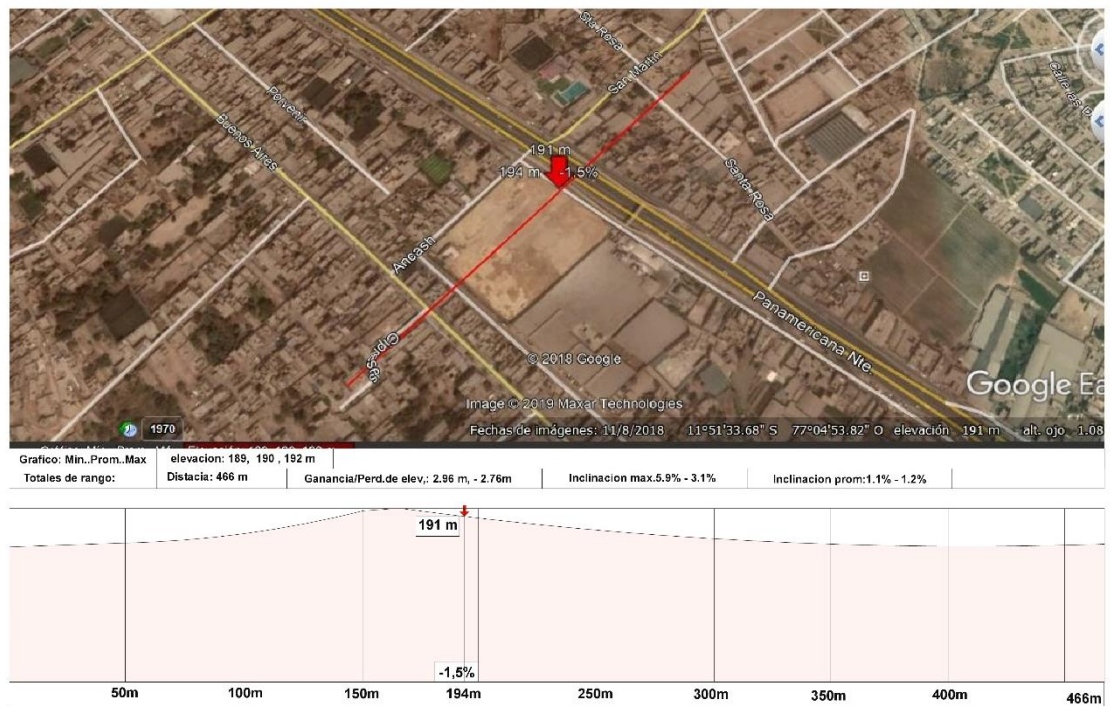 Sta Rosa
San Martin
Calle las D
Porvenir
Buenos Aires
191 m
194 m -1,5%
Santa Rosa
Ancash
Panamericana Nte.
© 2018 Google
Google Ea
Image © 2019 Maxar Technologies
1970
Fechas de imágenes: 11/8/2018 11°51'33.68" S 77°04'53.82" O elevación 191 m alt. ojo 1.08
Grafico: Min..Prom..Max elevacion: 189, 190 , 192 m
Totales de rango: Distacia: 466 m Ganancia/Perd.de elev,: 2.96 m, - 2.76m Inclinacion max.5.9% - 3.1% Inclinacion prom:1.1% - 1.2%
191 m
-1,5%
50m 100m 150m 194m 250m 300m 350m 400m 466m